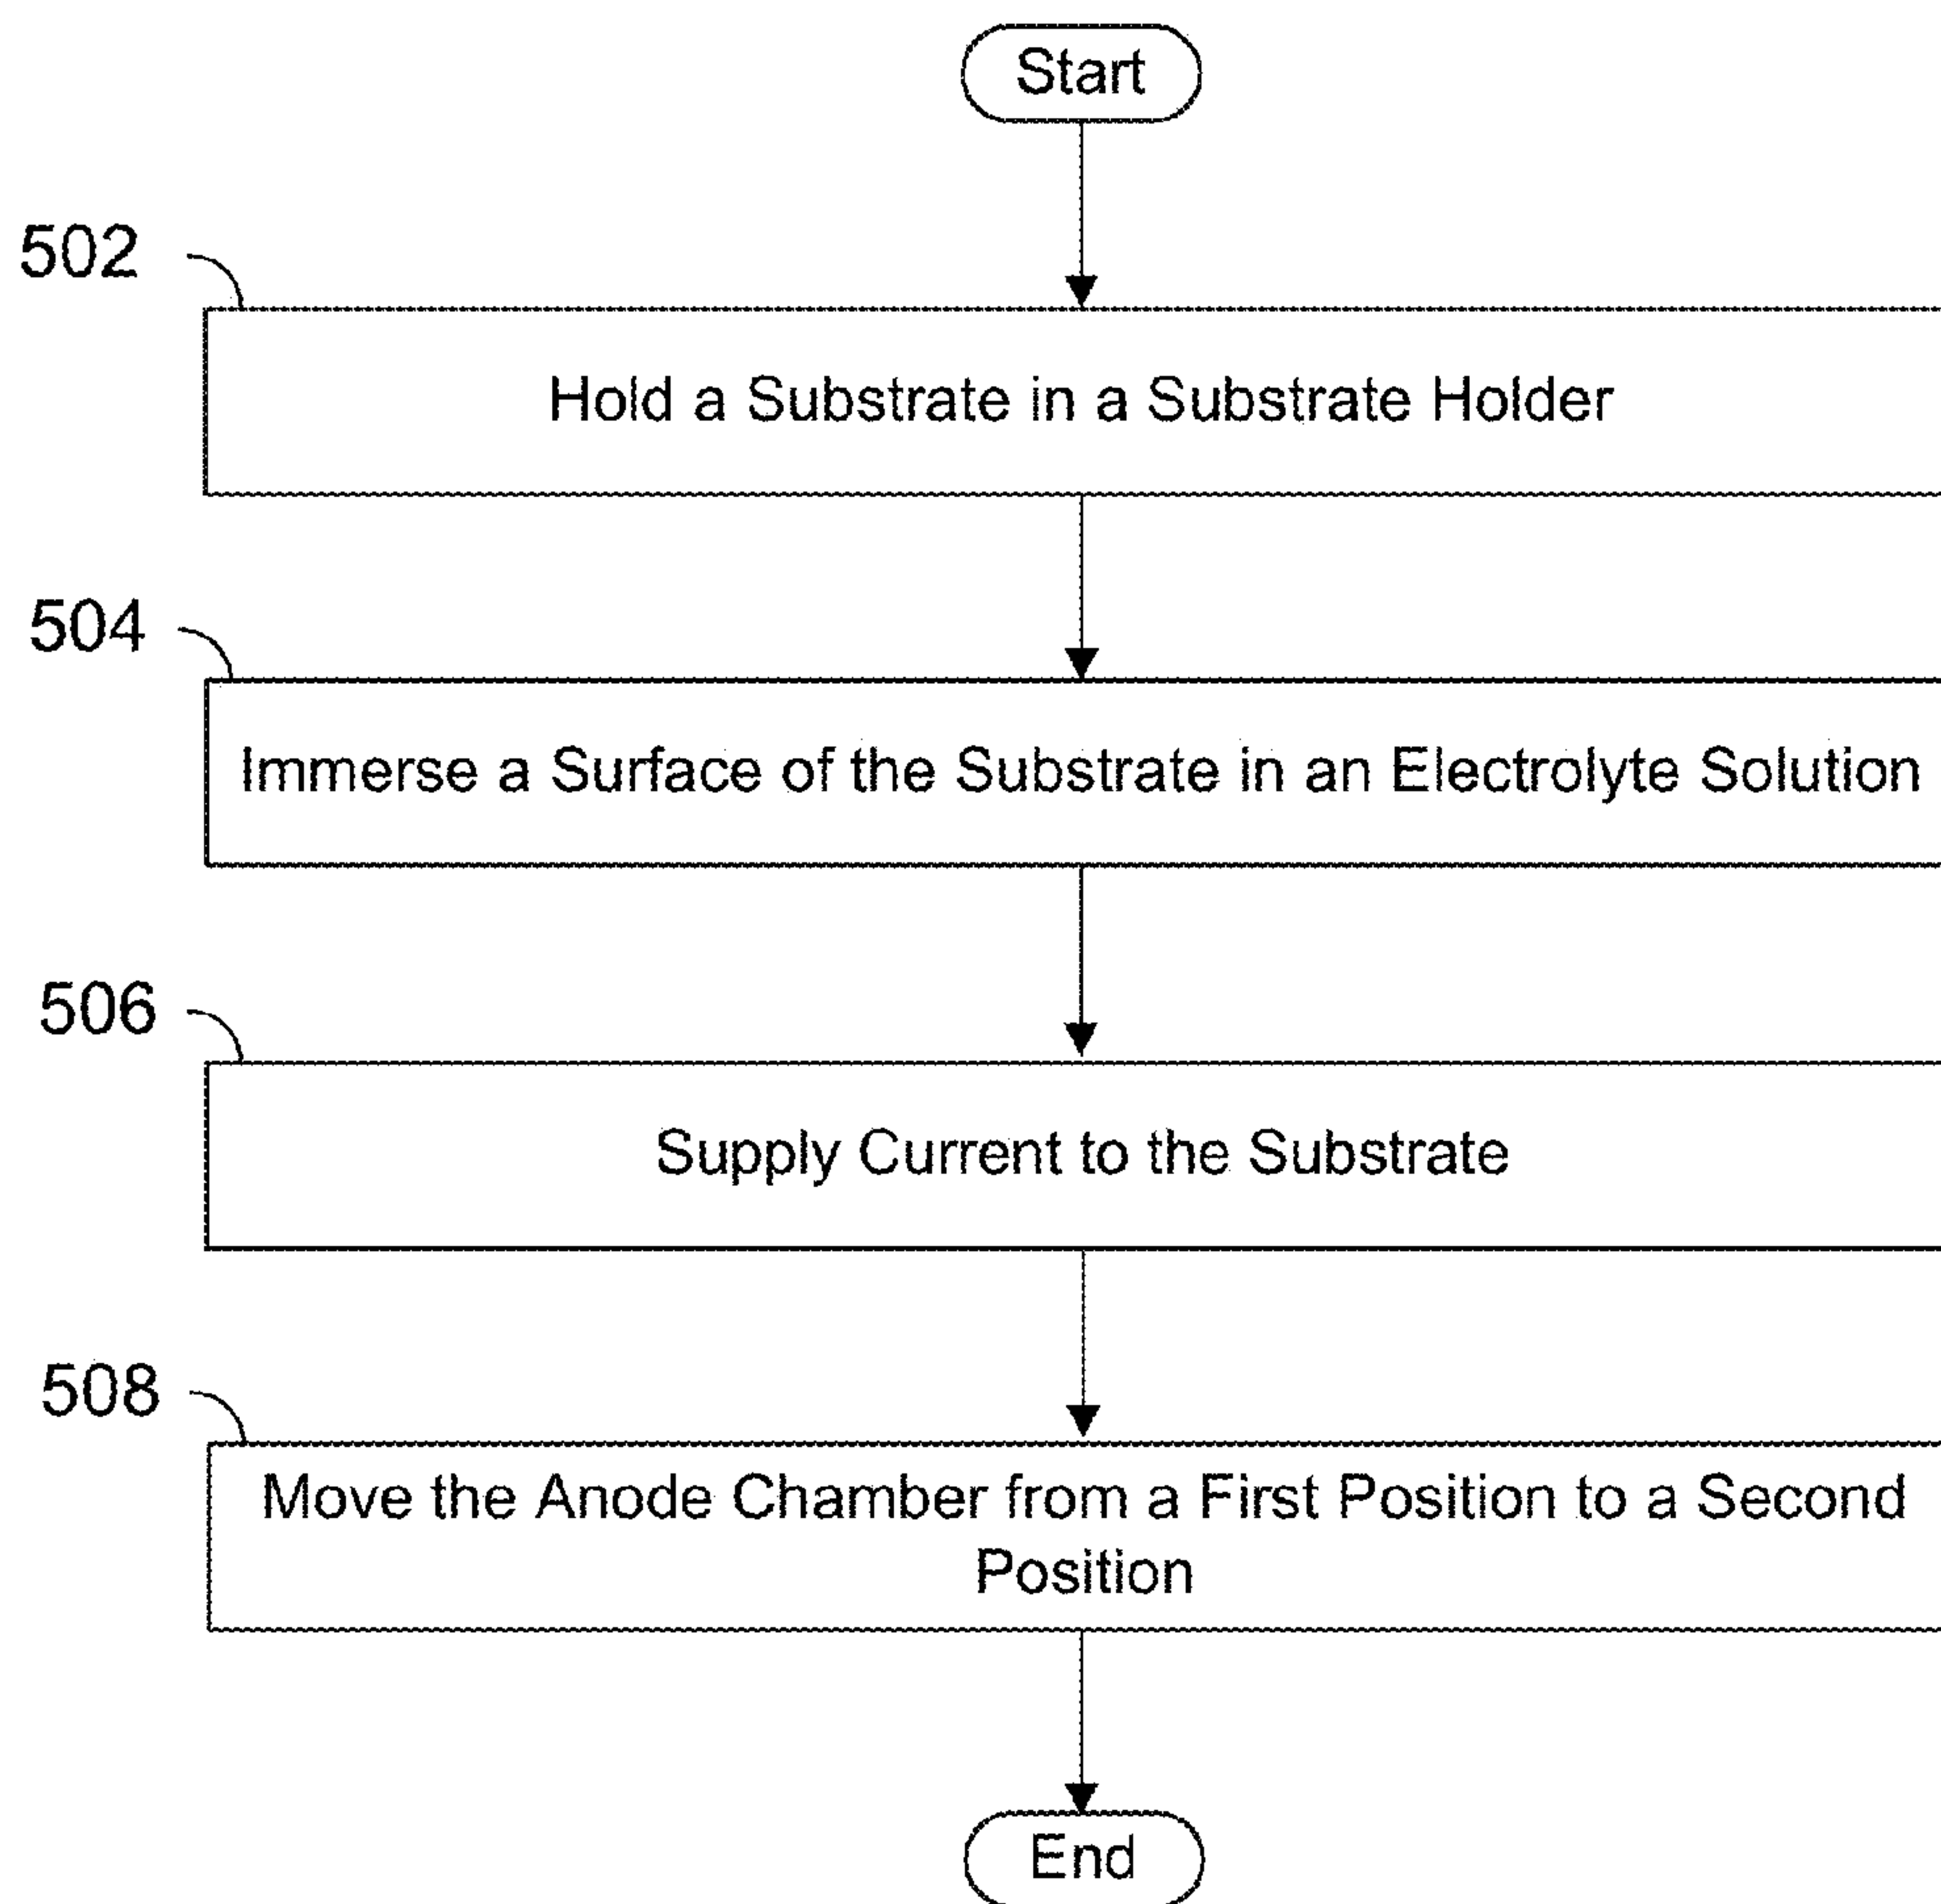 Start
502
Hold a Substrate in a Substrate Holder
504
Immerse a Surface of the Substrate in an Electrolyte Solution
506
Supply Current to the Substrate
508
Move the Anode Chamber from a First Position to a Second
Position
End